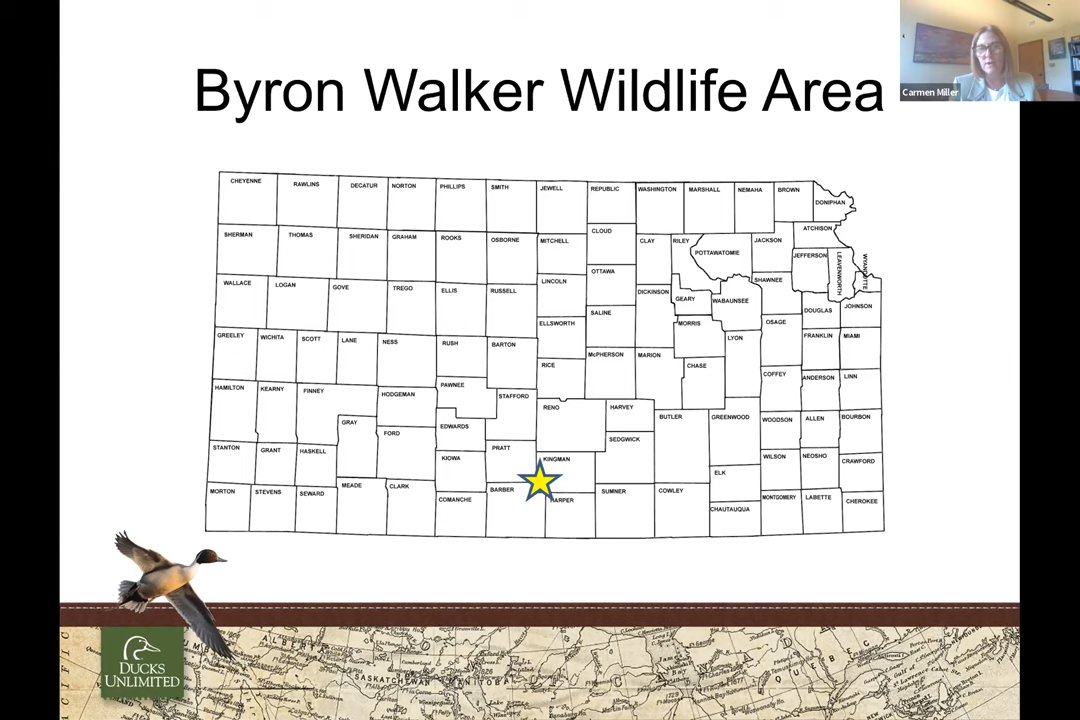 Byron Walker Wildlife Area
Carmen Miller
CHEYENNE RAWLINS DECATUR NORTON PHILLIPS SMITH JEWELL REPUBLIC WASHINGTON MARSHALL NEMAHA BROWN
DONIPHAN
ATCHISON
CLOUD
SHERMAN THOMAS SHERIDAN GRAHAM ROOKS OSBORNE MITCHELL CLAY RILEY JACKSON
POTTAWATOMIE
JEFFERSON
LEAVENWORTH
WYANDOTTE
OTTAWA
SHAWNEE
WALLACE LOGAN GOVE TREGO ELLIS RUSSELL LINCOLN DICKINSON
GEARY WABAUNSEE
JOHNSON
DOUGLAS
SALINE
ELLSWORTH MORRIS OSAGE
GREELEY WICHITA SCOTT LANE NESS RUSH BARTON LYON FRANKLIN MIAMI
McPHERSON MARION
RICE CHASE
COFFEY ANDERSON LINN
HAMILTON KEARNY FINNEY HODGEMAN PAWNEE STAFFORD
RENO HARVEY BUTLER GREENWOOD WOODSON ALLEN BOURBON
GRAY FORD EDWARDS
SEDGWICK
STANTON GRANT HASKELL KIOWA PRATT KINGMAN WILSON NEOSHO CRAWFORD
ELK
MORTON STEVENS SEWARD MEADE CLARK COMANCHE BARBER HARPER SUMNER COWLEY MONTGOMERY LABETTE CHEROKEE
CHAUTAUQUA
DUCKS
UNLIMITED
SASKATCHEWAN
MANITOBA